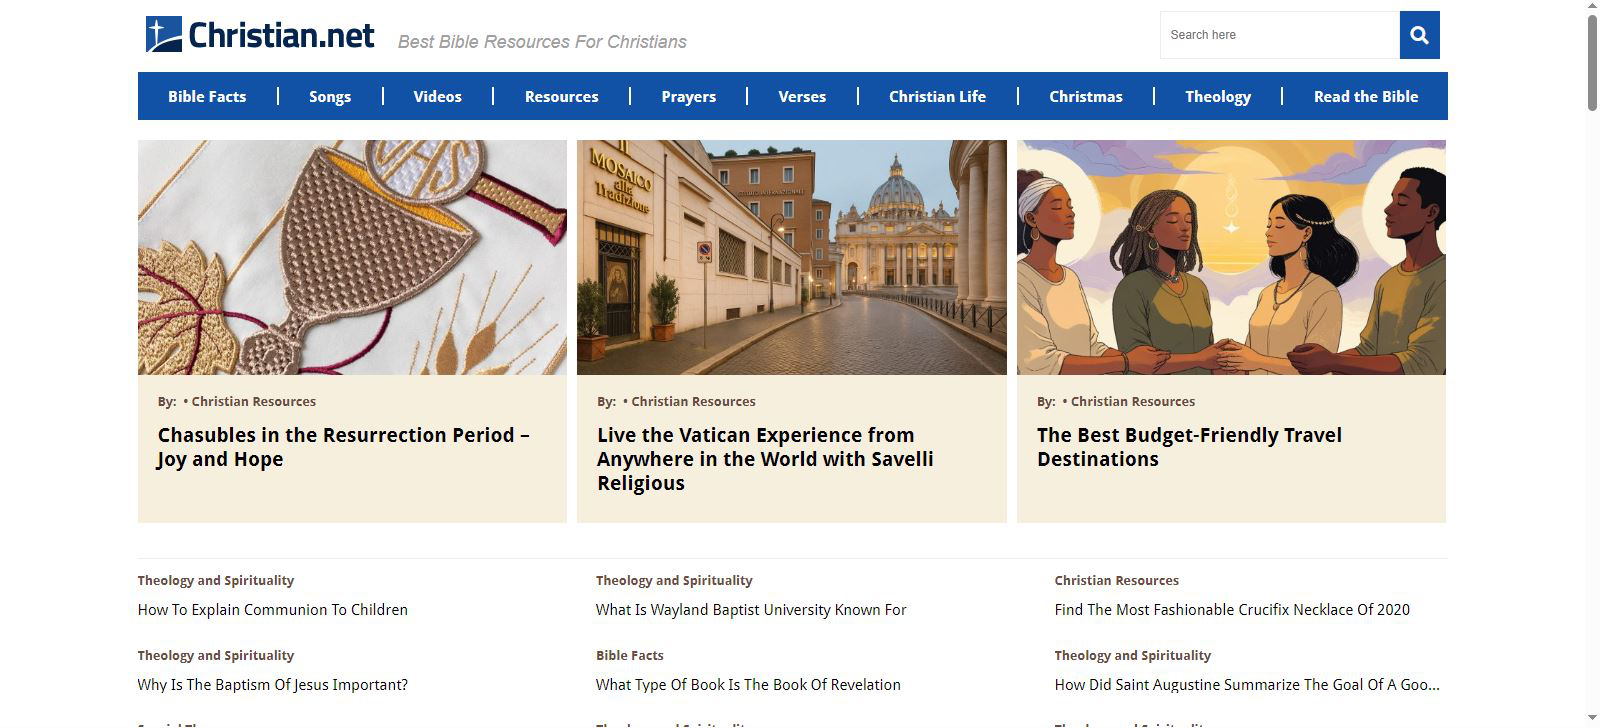 Christian.net
Best Bible Resources For Christians
Search here
Bible Facts
Songs
Videos
Resources
Prayers
Verses
Christian Life
Christmas
Theology
Read the Bible
IL
MOSAICO
alla
Tradizione
By: • Christian Resources
Chasubles in the Resurrection Period –
Joy and Hope
By: • Christian Resources
Live the Vatican Experience from
Anywhere in the World with Savelli
Religious
By: • Christian Resources
The Best Budget-Friendly Travel
Destinations
Theology and Spirituality
How To Explain Communion To Children
Theology and Spirituality
What Is Wayland Baptist University Known For
Christian Resources
Find The Most Fashionable Crucifix Necklace Of 2020
Theology and Spirituality
Why Is The Baptism Of Jesus Important?
Bible Facts
What Type Of Book Is The Book Of Revelation
Theology and Spirituality
How Did Saint Augustine Summarize The Goal Of A Goo...